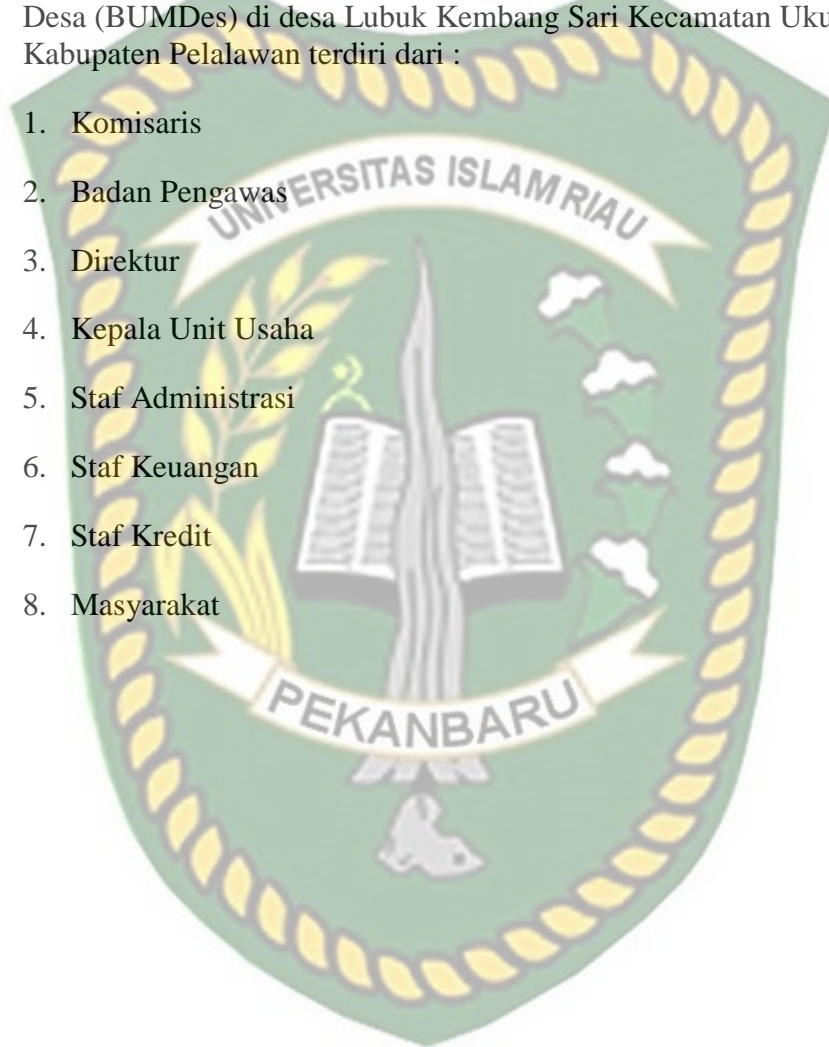 Desa (BUMDes) di desa Lubuk Kembang Sari Kecamatan Uku
Kabupaten Pelalawan terdiri dari :
1. Komisaris
2. Badan Pengawas
UNIVERSITAS ISLAM RIAU
3. Direktur
4. Kepala Unit Usaha
5. Staf Administrasi
6. Staf Keuangan
7. Staf Kredit
8. Masyarakat
PEKANBARU